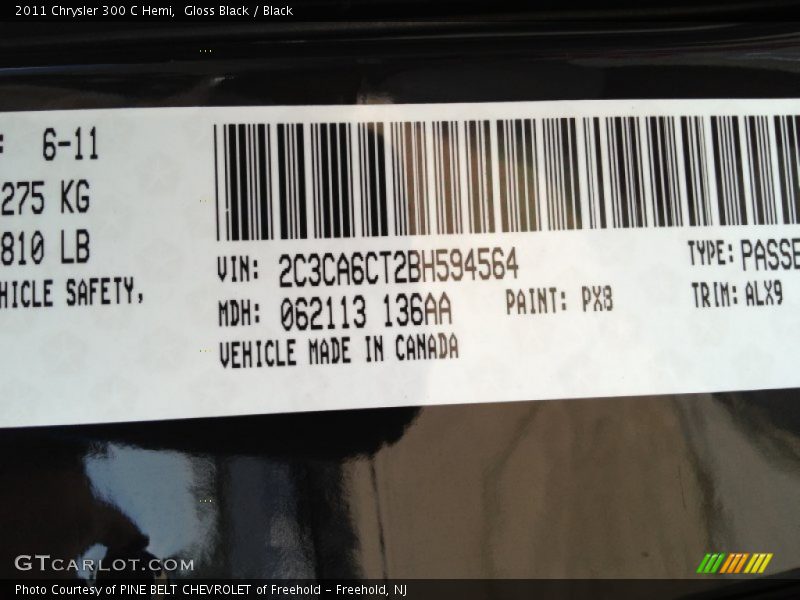 2011 Chrysler 300 C Hemi, Gloss Black / Black
: 6-11
275 KG
810 LB
HICLE SAFETY,
VIN: 2C3CA6CT2BH594564 TYPE: PASSE
MDH: 062113 136AA PAINT: PX8 TRIM: ALX9
VEHICLE MADE IN CANADA
GTCARLOT.COM
Photo Courtesy of PINE BELT CHEVROLET of Freehold - Freehold, NJ